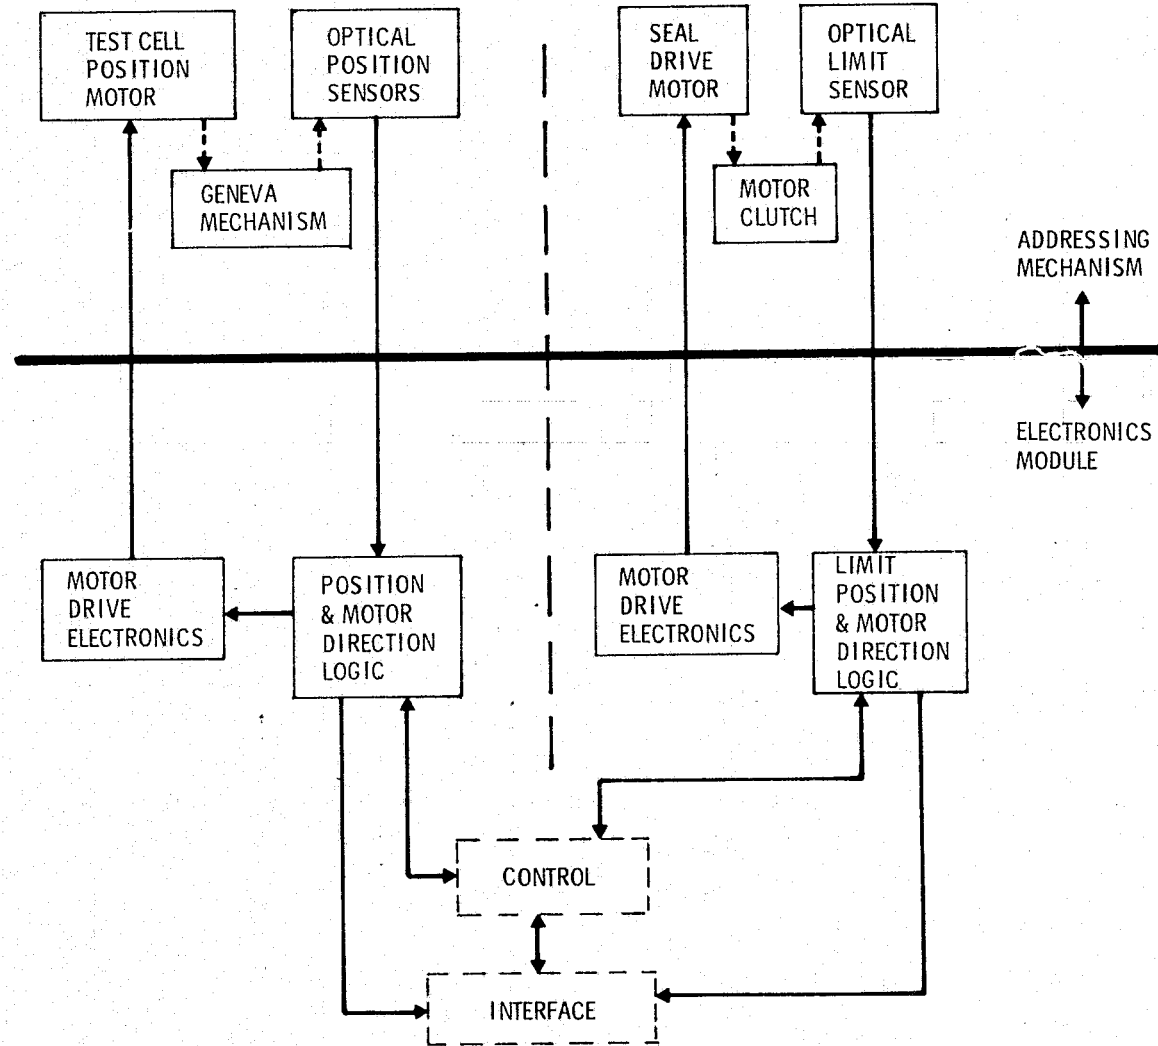 TEST CELL
POSITION
MOTOR
OPTICAL
POSITION
SENSORS
SEAL
DRIVE
MOTOR
OPTICAL
LIMIT
SENSOR
GENEVA
MECHANISM
MOTOR
CLUTCH
ADDRESSING
MECHANISM
ELECTRONICS
MODULE
MOTOR
DRIVE
ELECTRONICS
POSITION
& MOTOR
DIRECTION
LOGIC
MOTOR
DRIVE
ELECTRONICS
LIMIT
POSITION
& MOTOR
DIRECTION
LOGIC
CONTROL
INTERFACE